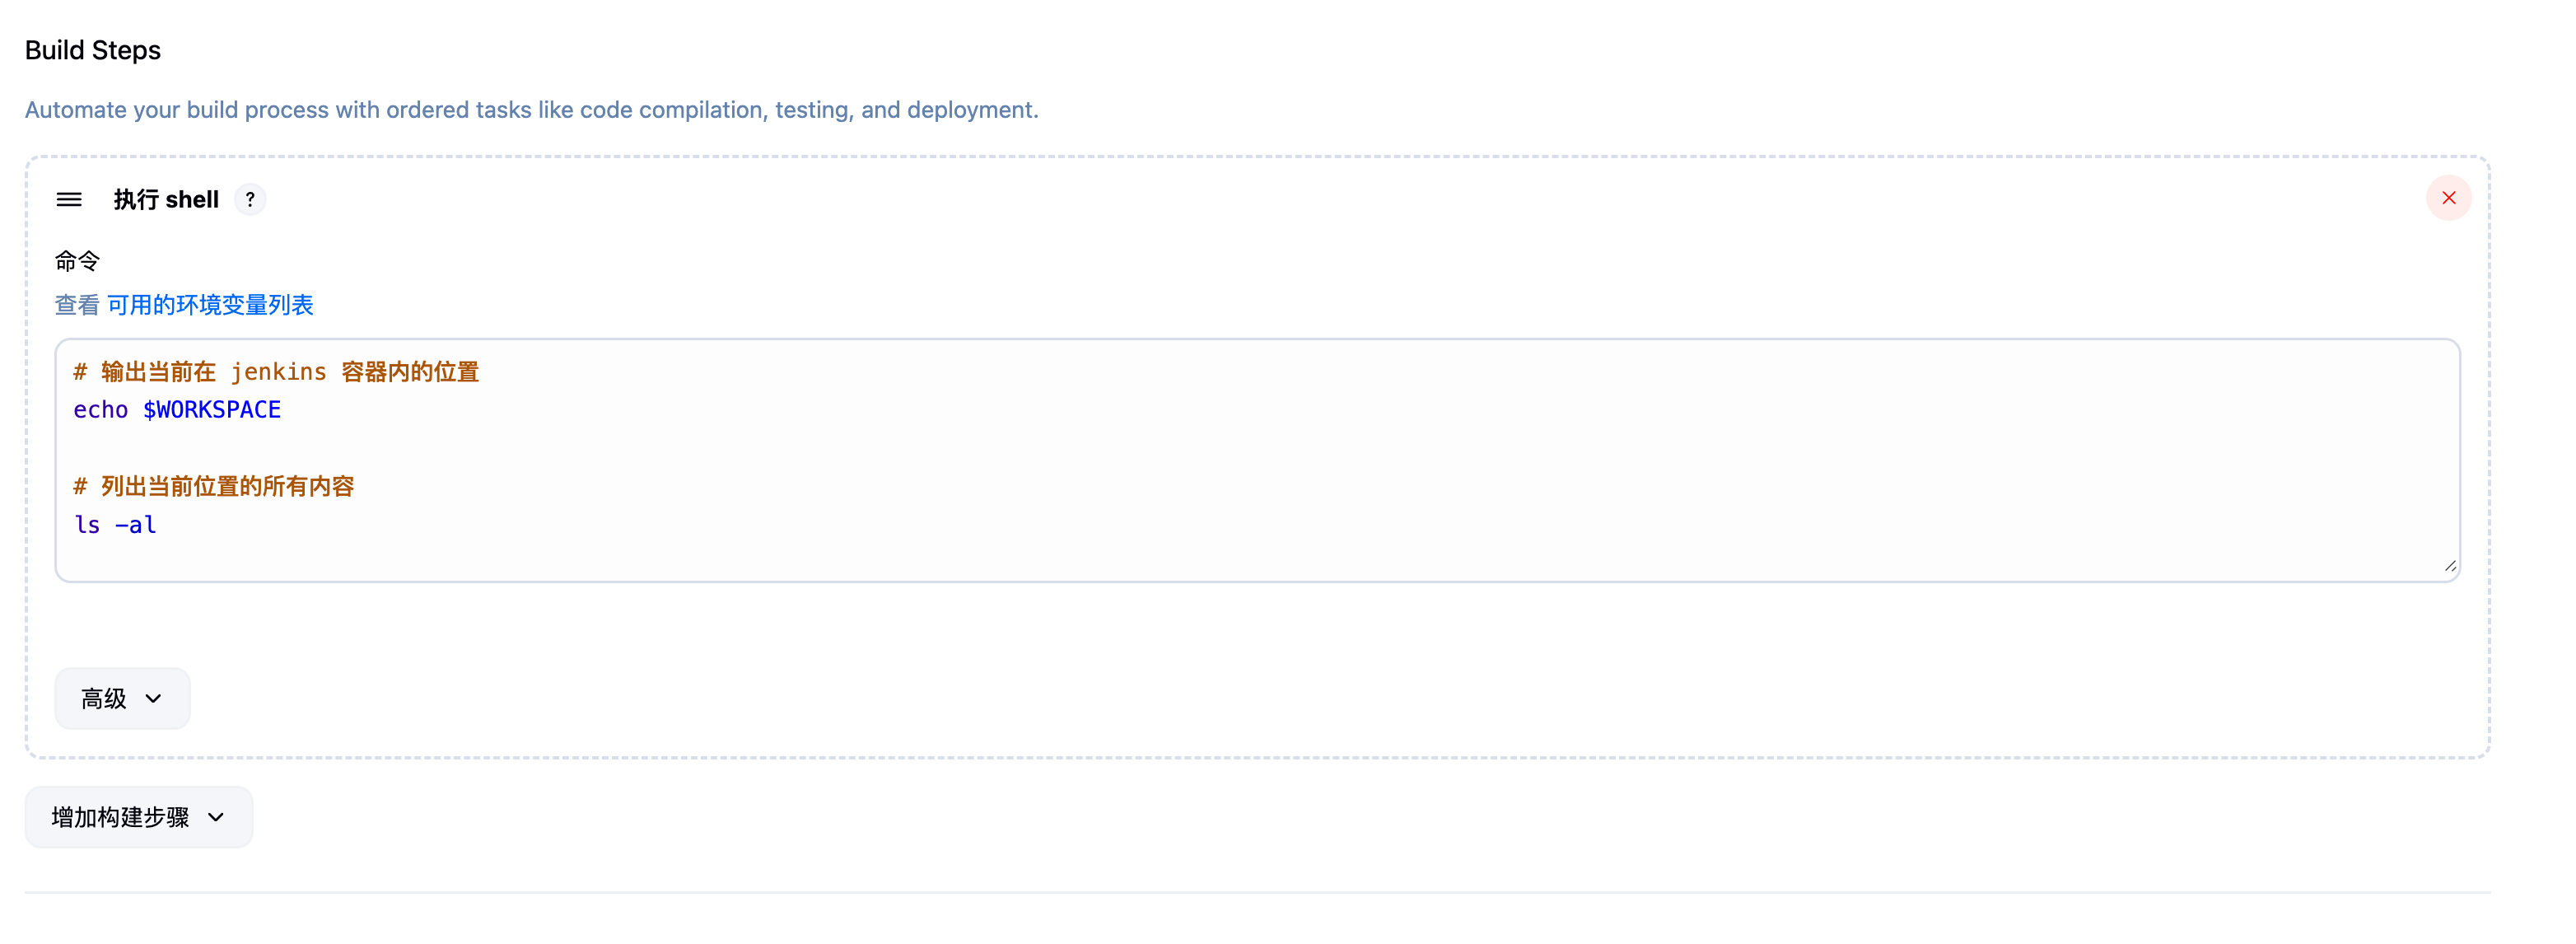 Build Steps
Automate your build process with ordered tasks like code compilation, testing, and deployment.
执行 shell ?
命令
查看 可用的环境变量列表
# 输出当前在 jenkins 容器内的位置
echo $WORKSPACE
# 列出当前位置的所有内容
ls -al
高级
增加构建步骤